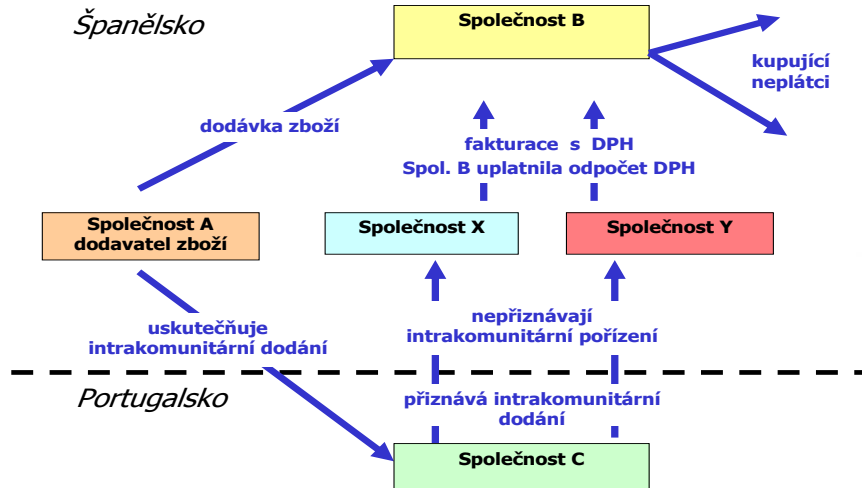 Španělsko
Společnost B
kupující
neplátci
dodávka zboží
fakturace s DPH
Spol. B uplatnila odpočet DPH
Společnost A
dodavatel zboží
Společnost X
Společnost Y
uskutečňuje
intrakomunitární dodání
nepřiznávají
intrakomunitární pořízení
Portugalsko
přiznává intrakomunitární
dodání
Společnost C